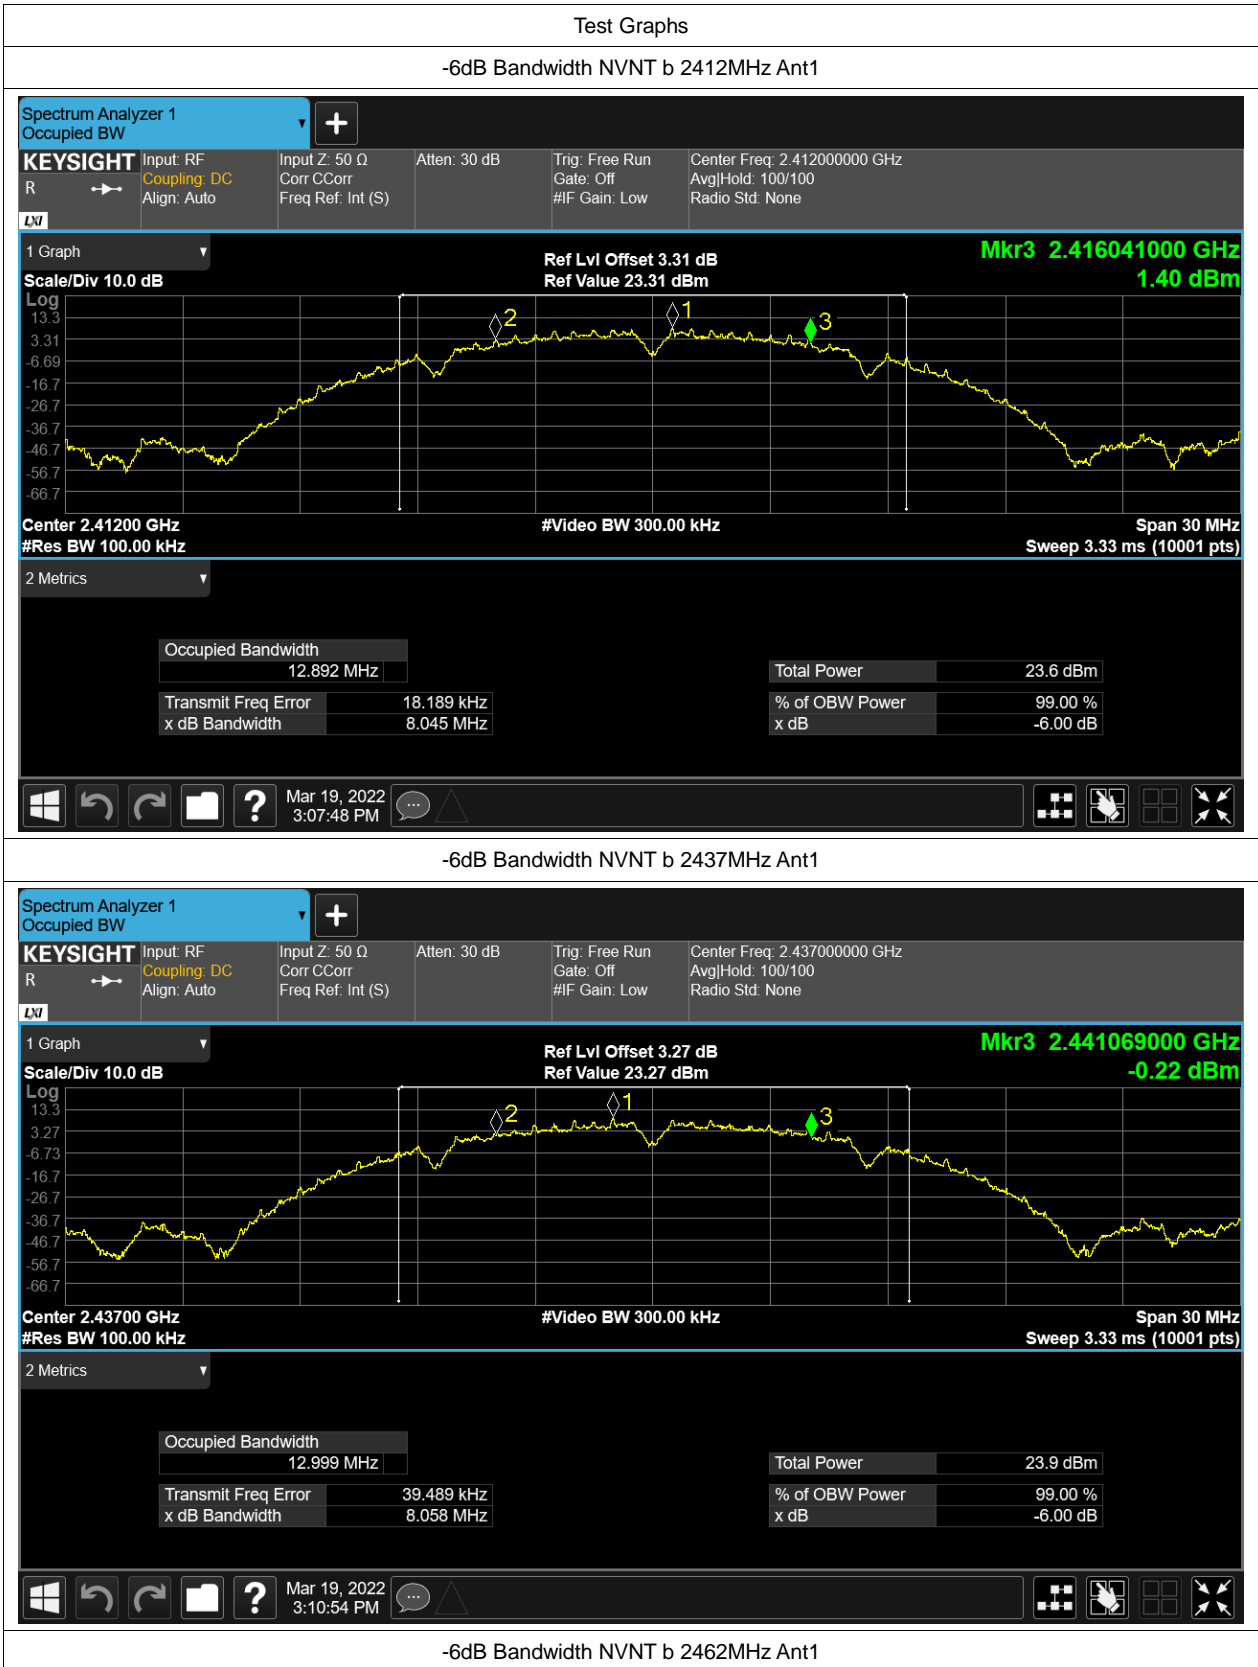 Test Graphs
-6dB Bandwidth NVNT b 2412MHz Ant1
Spectrum Analyzer 1
Occupied BW
KEYSIGHT Input: RF Input Z: 50 Ω Atten: 30 dB Trig: Free Run Center Freq: 2.412000000 GHz
R Coupling: DC Corr CCorr Gate: Off Avg|Hold: 100/100
Align: Auto Freq Ref: Int (S) #IF Gain: Low Radio Std: None
LXI
1 Graph Ref Lvl Offset 3.31 dB Mkr3 2.416041000 GHz
Scale/Div 10.0 dB Ref Value 23.31 dBm 1.40 dBm
Log
13.3
3.31
-6.69
-16.7
-26.7
-36.7
-46.7
-56.7
-66.7
2 1 3
Center 2.41200 GHz #Video BW 300.00 kHz Span 30 MHz
#Res BW 100.00 kHz Sweep 3.33 ms (10001 pts)
2 Metrics
Occupied Bandwidth
12.892 MHz Total Power 23.6 dBm
Transmit Freq Error 18.189 kHz % of OBW Power 99.00 %
x dB Bandwidth 8.045 MHz x dB -6.00 dB
Mar 19, 2022
3:07:48 PM
-6dB Bandwidth NVNT b 2437MHz Ant1
Spectrum Analyzer 1
Occupied BW
KEYSIGHT Input: RF Input Z: 50 Ω Atten: 30 dB Trig: Free Run Center Freq: 2.437000000 GHz
R Coupling: DC Corr CCorr Gate: Off Avg|Hold: 100/100
Align: Auto Freq Ref: Int (S) #IF Gain: Low Radio Std: None
LXI
1 Graph Ref Lvl Offset 3.27 dB Mkr3 2.441069000 GHz
Scale/Div 10.0 dB Ref Value 23.27 dBm -0.22 dBm
Log
13.3
3.27
-6.73
-16.7
-26.7
-36.7
-46.7
-56.7
-66.7
2 1 3
Center 2.43700 GHz #Video BW 300.00 kHz Span 30 MHz
#Res BW 100.00 kHz Sweep 3.33 ms (10001 pts)
2 Metrics
Occupied Bandwidth
12.999 MHz Total Power 23.9 dBm
Transmit Freq Error 39.489 kHz % of OBW Power 99.00 %
x dB Bandwidth 8.058 MHz x dB -6.00 dB
Mar 19, 2022
3:10:54 PM
-6dB Bandwidth NVNT b 2462MHz Ant1